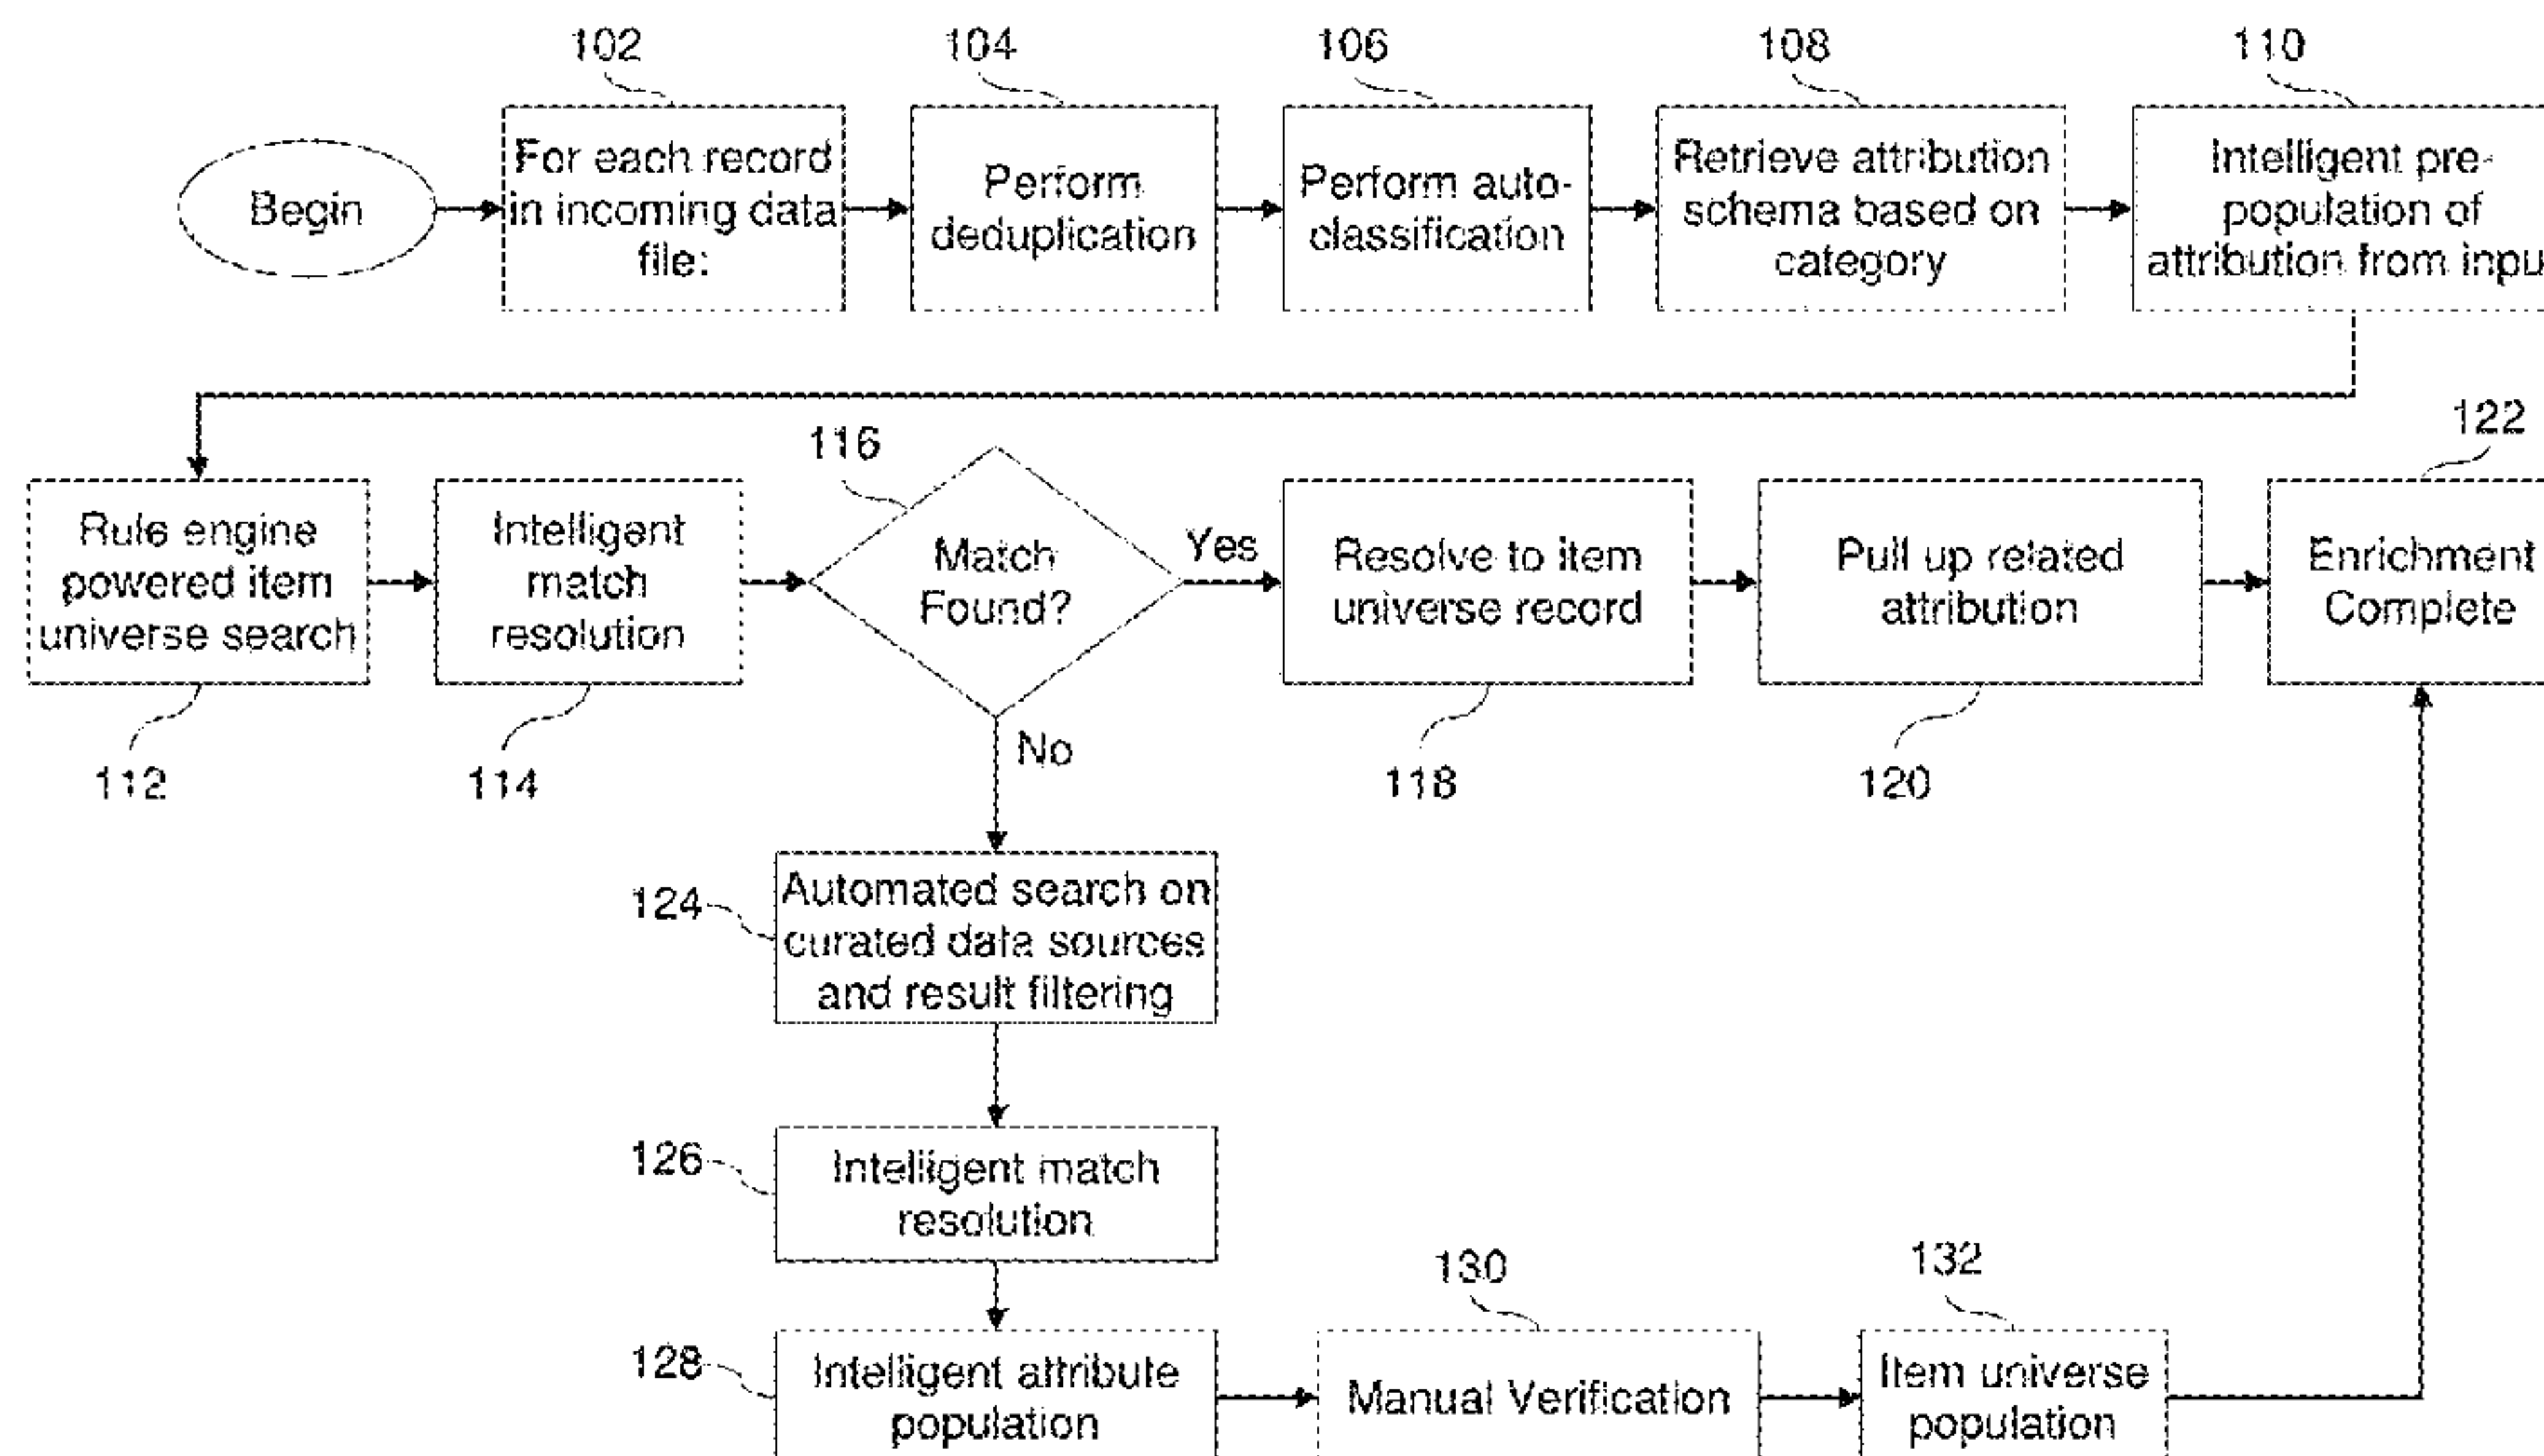 102
104
106
108
110
Begin
For each record
in incoming data
file:
Perform
deduplication
Perform auto-
classification
Retrieve attribution
schema based on
category
Intelligent pre-
population of
attribution from inpu
116
122
Rule engine
powered item
universe search
Intelligent
match
resolution
Match
Found?
Yes
Resolve to item
universe record
Pull up related
attribution
Enrichment
Complete
No
112
114
118
120
124
Automated search on
curated data sources
and result filtering
126
Intelligent match
resolution
130
132
128
Intelligent attribute
population
Manual Verification
Item universe
population